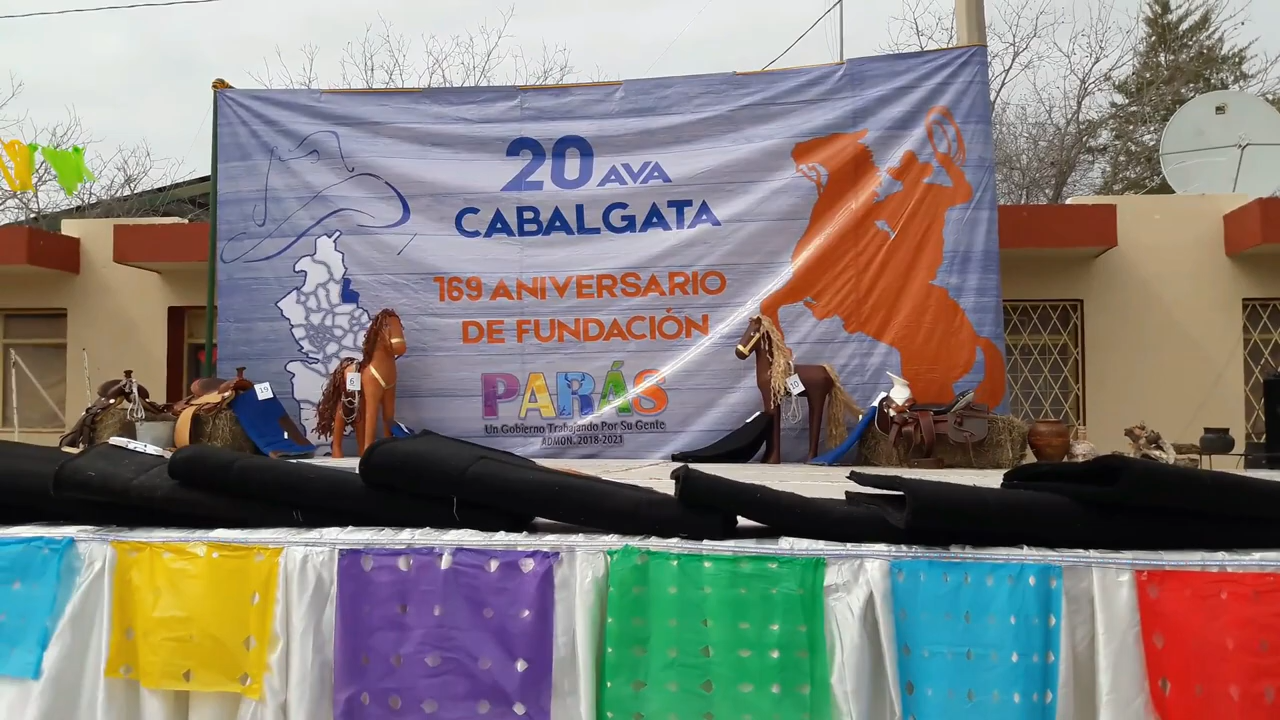 20 AVA
CABALGATA
169 ANIVERSARIO
DE FUNDACIÓN
PARÁS
Un Gobierno Trabajando Por Su Gente
ADMON. 2018-2021
19
6
10